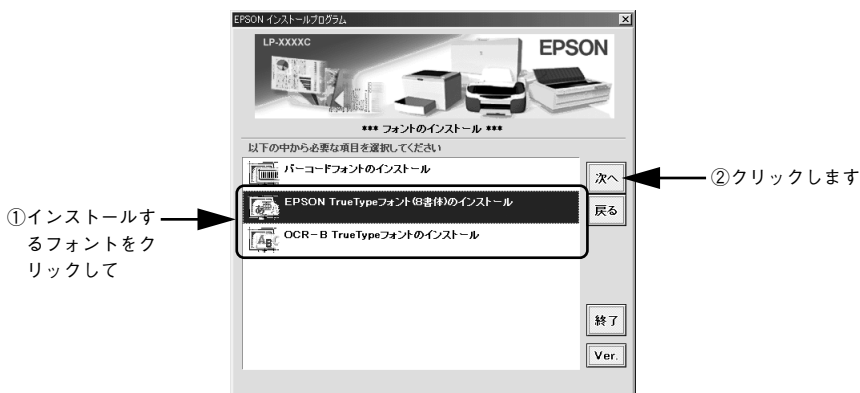 EPSON インストールプログラム
LP-XXXXC
EPSON
*** フォントのインストール ***
以下の中から必要な項目を選択してください
バーコードフォントのインストール
EPSON TrueTypeフォント(8書体)のインストール
OCR-B TrueTypeフォントのインストール
次へ
戻る
終了
Ver.
①インストールす
るフォントをク
リックして
②クリックします